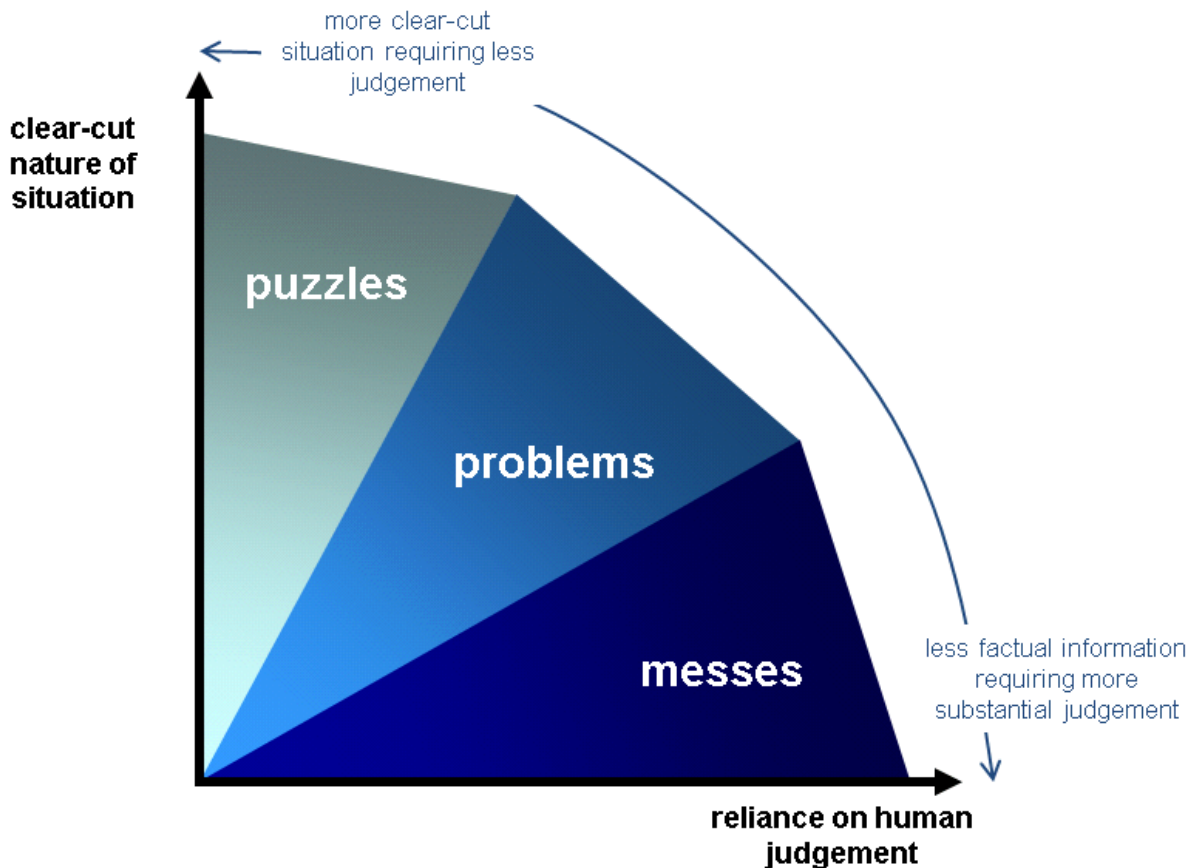 more clear-cut
situation requiring less
judgement
clear-cut
nature of
situation
puzzles
problems
messes
less factual information
requiring more
substantial judgement
reliance on human
judgement